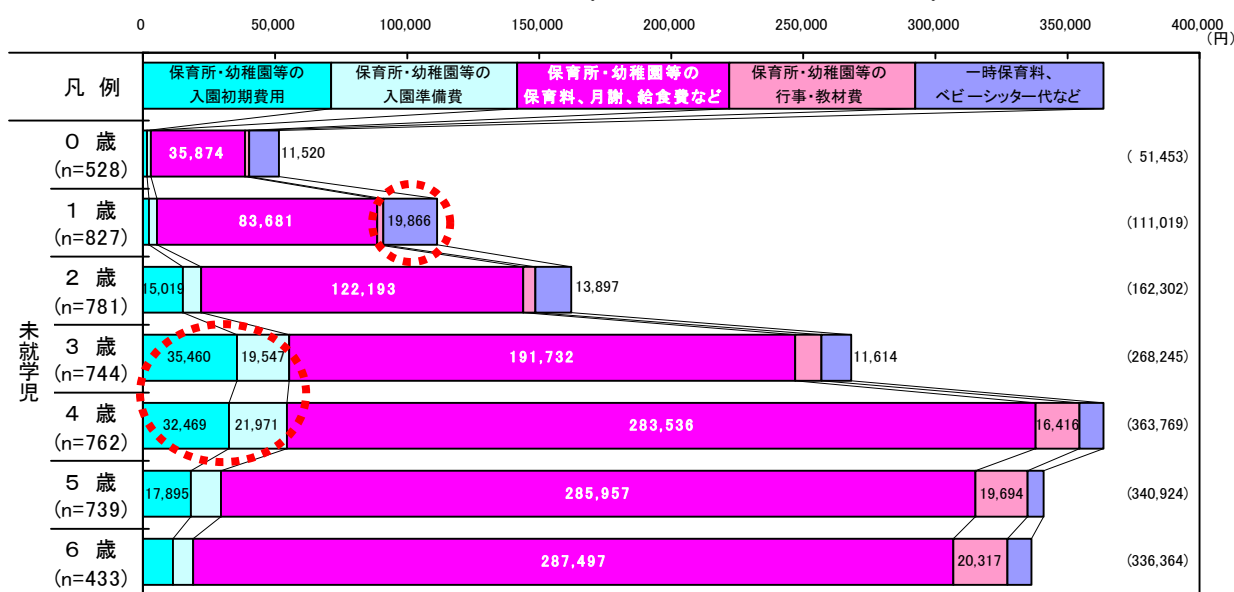 0 50,000 100,000 150,000 200,000 250,000 300,000 350,000 400,000
(円)
凡 例
保育所・幼稚園等の
入園初期費用
保育所・幼稚園等の
入園準備費
保育所・幼稚園等の
保育料、月謝、給食費など
保育所・幼稚園等の
行事・教材費
一時保育料、
ベビーシッター代など
未就学児
0 歳
(n=528)
35,874 11,520 ( 51,453)
1 歳
(n=827)
83,681 19,866 (111,019)
2 歳
(n=781)
15,019 122,193 13,897 (162,302)
3 歳
(n=744)
35,460 19,547 191,732 11,614 (268,245)
4 歳
(n=762)
32,469 21,971 283,536 16,416 (363,769)
5 歳
(n=739)
17,895 285,957 19,694 (340,924)
6 歳
(n=433)
287,497 20,317 (336,364)